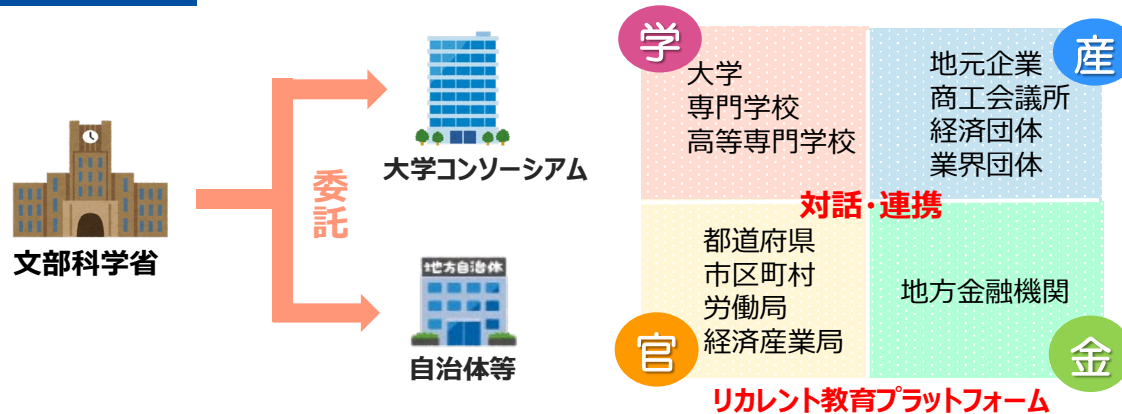 文部科学省
委託
大学コンソーシアム
地方自治体
自治体等
学
大学
専門学校
高等専門学校
産
地元企業
商工会議所
経済団体
業界団体
対話・連携
都道府県
市区町村
労働局
経済産業局
官
地方金融機関
金
リカレント教育プラットフォーム